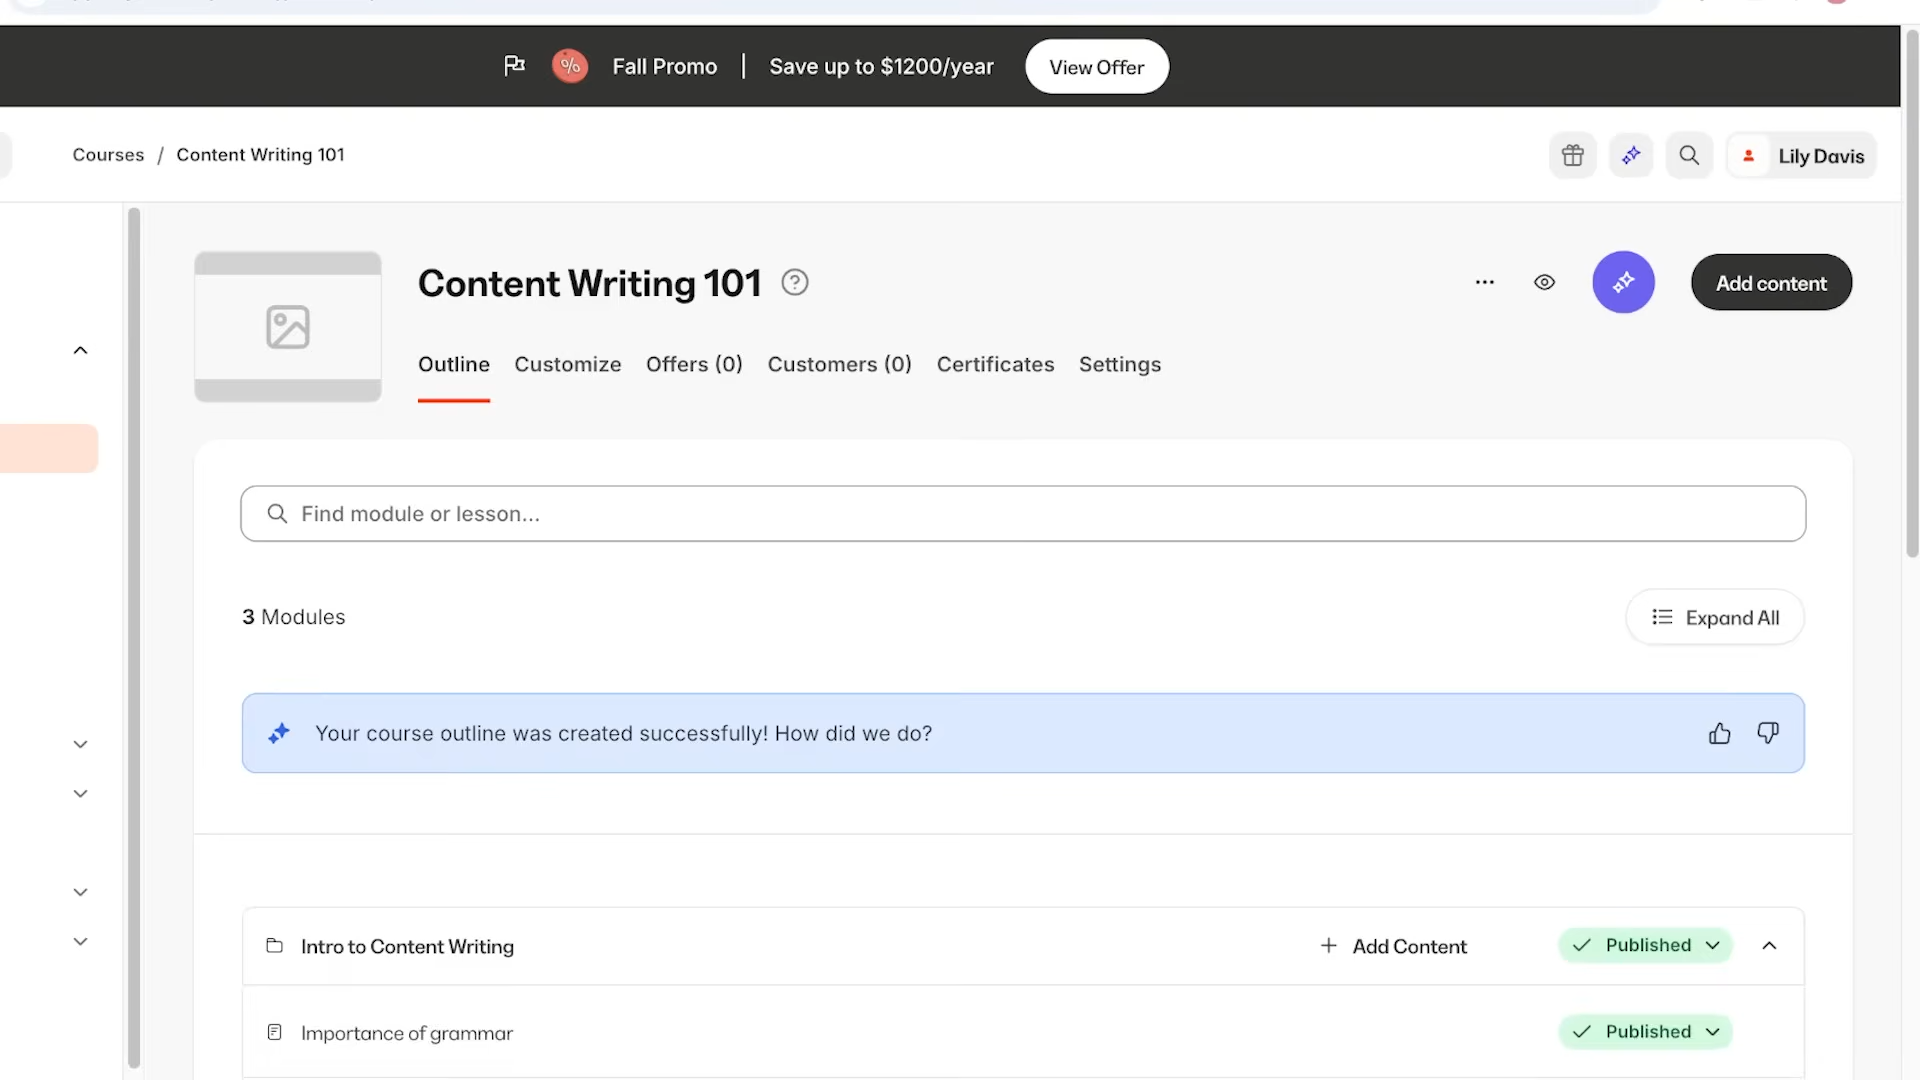 Fall Promo | Save up to $1200/year View Offer
Courses / Content Writing 101
Lily Davis
Content Writing 101
Add content
Outline Customize Offers (0) Customers (0) Certificates Settings
Find module or lesson...
3 Modules
Expand All
Your course outline was created successfully! How did we do?
Intro to Content Writing
+ Add Content
Published
Importance of grammar
Published